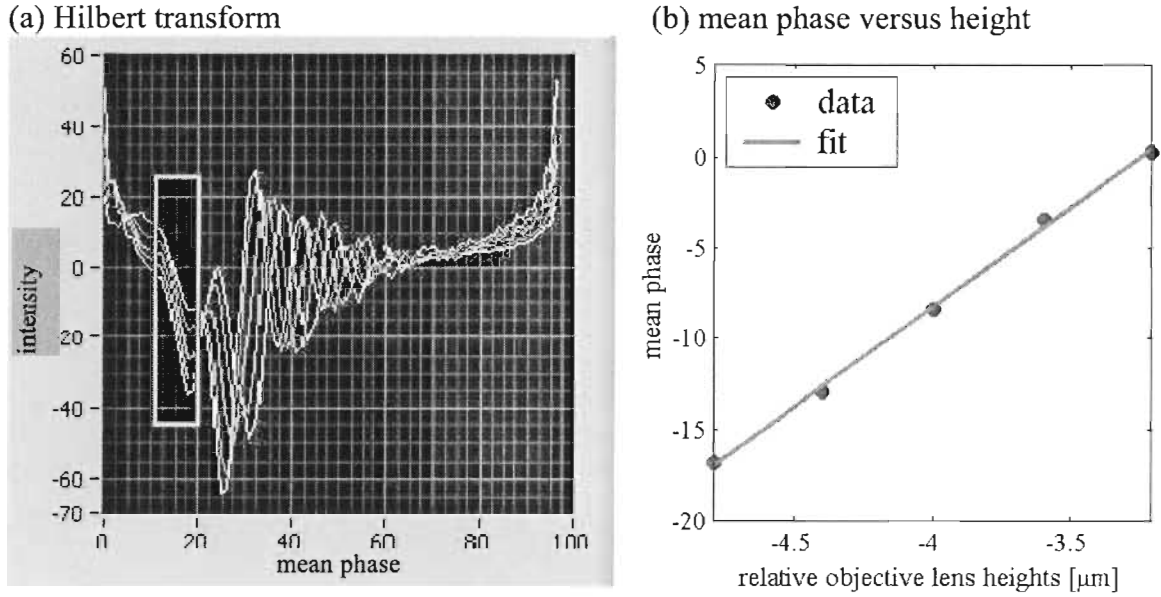 (a) Hilbert transform
60
40
20
0
-20
-40
-60
-70
intensity
0
20
40
60
80
100
mean phase
(b) mean phase versus height
data
fit
5
0
-5
-10
-15
-20
mean phase
-4.5
-4
-3.5
relative objective lens heights [μm]